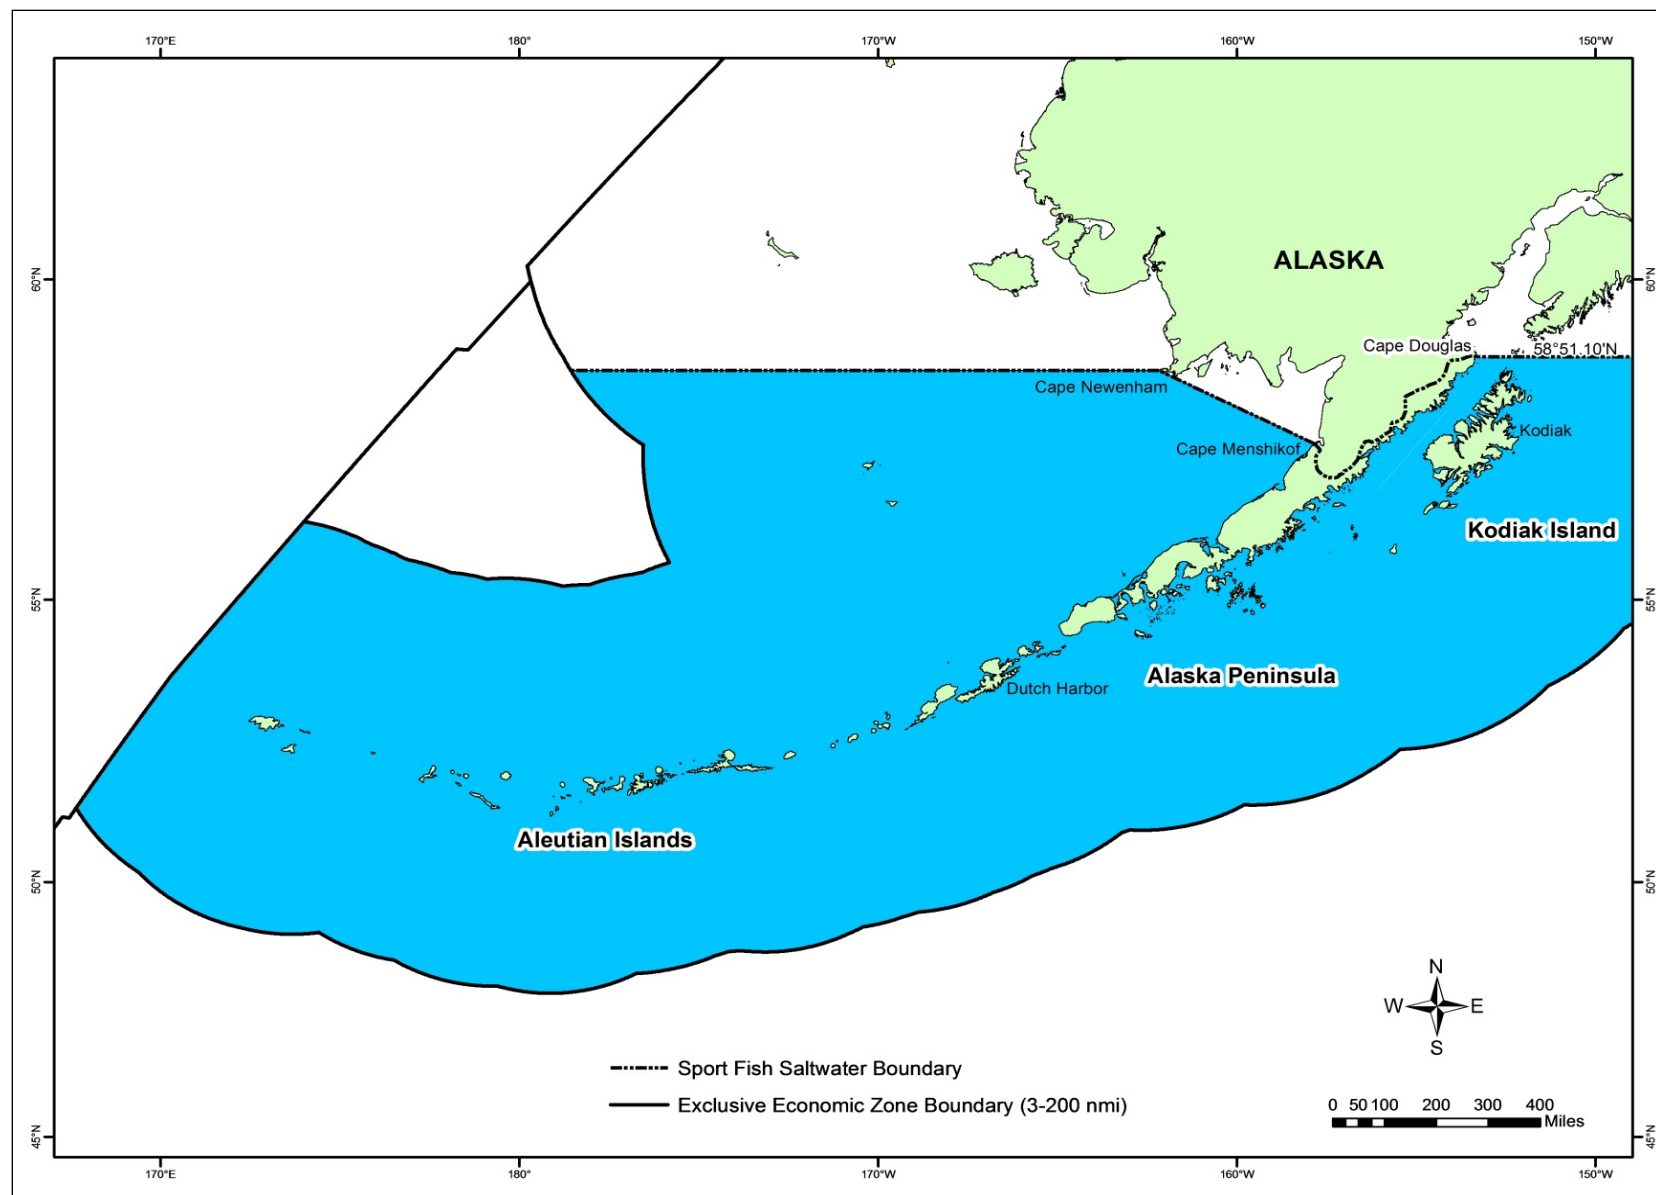 170°E 180° 170°W 160°W 150°W
ALASKA
60°N 60°N
Cape Douglas 58°51.10'N
Cape Newenham
Kodiak
Cape Menshikof
Kodiak Island
55°N 55°N
Alaska Peninsula
Dutch Harbor
Aleutian Islands
50°N 50°N
N
W E
S
Sport Fish Saltwater Boundary
Exclusive Economic Zone Boundary (3-200 nmi)
0 50 100 200 300 400
Miles
45°N 45°N
170°E 180° 170°W 160°W 150°W